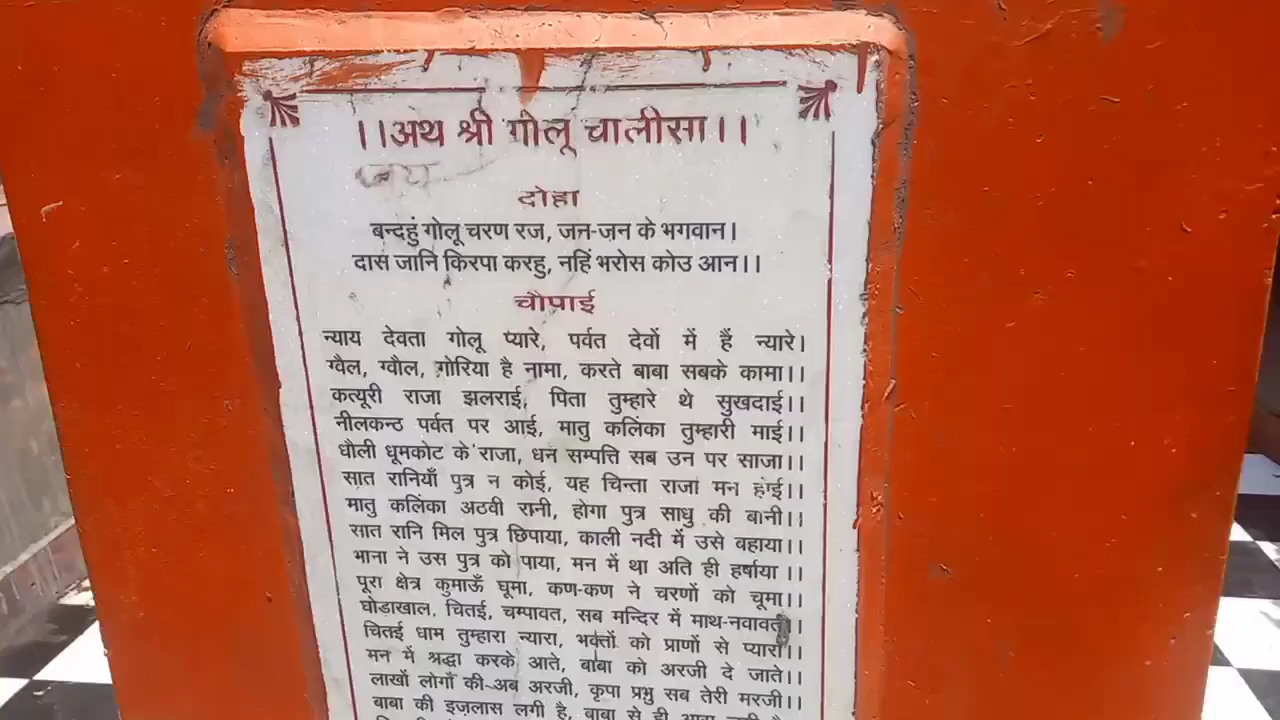 ।।अथ श्री गोलू चालीसा।।
जय
दोहा
बन्दहुं गोलू चरण रज, जन-जन के भगवान।
दास जानि किरपा करहु, नहिं भरोस कोउ आन।।
चौपाई
न्याय देवता गोलू प्यारे, पर्वत देवों में हैं न्यारे।
ग्वैल, ग्वौल, गोरिया है नामा, करते बाबा सबके कामा।।
कत्यूरी राजा झलराई, पिता तुम्हारे थे सुखदाई।।
नीलकन्ठ पर्वत पर आई, मातु कलिंका तुम्हारी माई।।
धौली धूमकोट के राजा, धन सम्पत्ति सब उन पर साजा।।
सात रानियाँ पुत्र न कोई, यह चिन्ता राजा मन होई।।
मातु कलिंका अठवी रानी, होगा पुत्र साधु की बानी।।
सात रानि मिल पुत्र छिपाया, काली नदी में उसे बहाया।।
भाना ने उस पुत्र को पाया, मन में था अति ही हर्षाया ।।
पूरा क्षेत्र कुमाऊँ घूमा, कण-कण ने चरणों को चूमा।।
घोडाखाल, चितई, चम्पावत, सब मन्दिर में माथ-नवावत।।
चितई धाम तुम्हारा न्यारा, भक्तों को प्राणों से प्यारा।।
मन में श्रद्धा करके आते, बाबा को अरजी दे जाते।।
लाखों लोगों की-अब अरजी, कृपा प्रभु सब तेरी मरजी।।
बाबा की इजलास लगी है, बाबा से ही